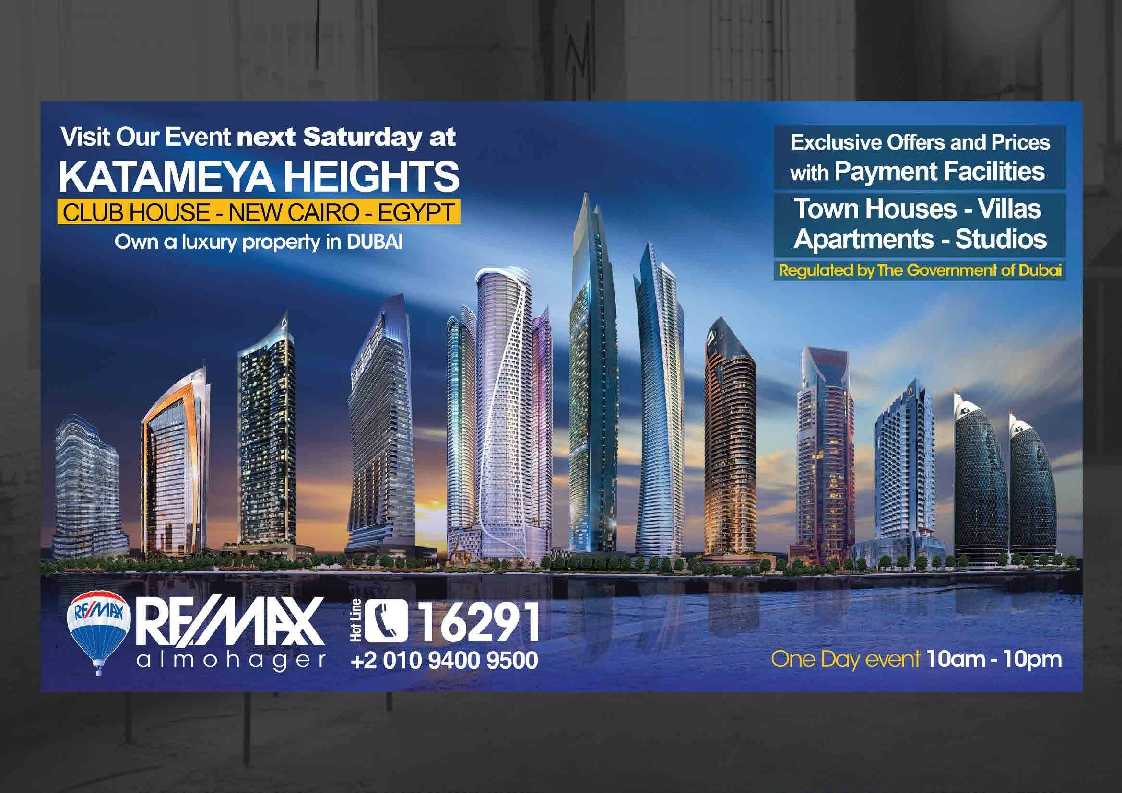 Visit Our Event next Saturday at
KATAMEYA HEIGHTS
CLUB HOUSE - NEW CAIRO - EGYPT
Own a luxury property in DUBAI
Exclusive Offers and Prices
with Payment Facilities
Town Houses - Villas
Apartments - Studios
Regulated by The Government of Dubai
RE/MAX
RE/MAX
almohager
Hot Line
16291
+2 010 9400 9500
One Day event 10am - 10pm